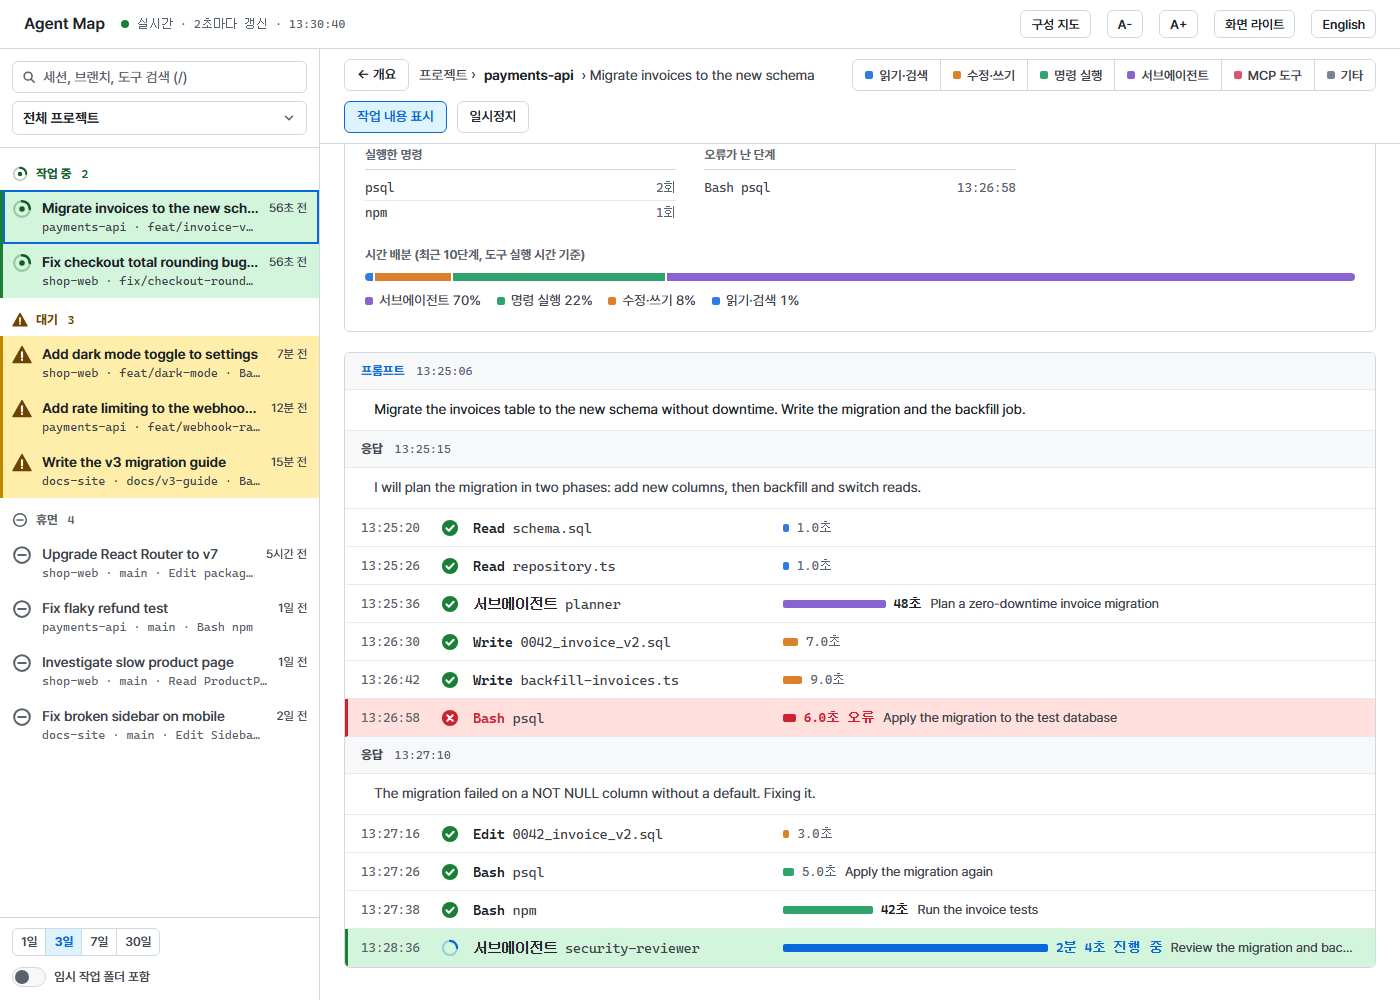 Agent Map 실시간 · 2초마다 갱신 · 13:30:40
구성 지도 A- A+ 화면 라이트 English
세션, 브랜치, 도구 검색 (/)
전체 프로젝트
작업 중 2
Migrate invoices to the new sch... 56초 전
payments-api · feat/invoice-v…
Fix checkout total rounding bug... 56초 전
shop-web · fix/checkout-round…
대기 3
Add dark mode toggle to settings 7분 전
shop-web · feat/dark-mode · Ba…
Add rate limiting to the webhoo... 12분 전
payments-api · feat/webhook-ra…
Write the v3 migration guide 15분 전
docs-site · docs/v3-guide · Ba…
휴면 4
Upgrade React Router to v7 5시간 전
shop-web · main · Edit packag…
Fix flaky refund test 1일 전
payments-api · main · Bash npm
Investigate slow product page 1일 전
shop-web · main · Read ProductP…
Fix broken sidebar on mobile 2일 전
docs-site · main · Edit Sideba…
1일 3일 7일 30일
임시 작업 폴더 포함
← 개요 프로젝트 › payments-api › Migrate invoices to the new schema
읽기·검색 수정·쓰기 명령 실행 서브에이전트 MCP 도구 기타
작업 내용 표시 일시정지
실행한 명령 오류가 난 단계
psql 2회 Bash psql 13:26:58
npm 1회
시간 배분 (최근 10단계, 도구 실행 시간 기준)
서브에이전트 70% 명령 실행 22% 수정·쓰기 8% 읽기·검색 1%
프롬프트 13:25:06
Migrate the invoices table to the new schema without downtime. Write the migration and the backfill job.
응답 13:25:15
I will plan the migration in two phases: add new columns, then backfill and switch reads.
13:25:20 Read schema.sql 1.0초
13:25:26 Read repository.ts 1.0초
13:25:36 서브에이전트 planner 48초 Plan a zero-downtime invoice migration
13:26:30 Write 0042_invoice_v2.sql 7.0초
13:26:42 Write backfill-invoices.ts 9.0초
13:26:58 Bash psql 6.0초 오류 Apply the migration to the test database
응답 13:27:10
The migration failed on a NOT NULL column without a default. Fixing it.
13:27:16 Edit 0042_invoice_v2.sql 3.0초
13:27:26 Bash psql 5.0초 Apply the migration again
13:27:38 Bash npm 42초 Run the invoice tests
13:28:36 서브에이전트 security-reviewer 2분 4초 진행 중 Review the migration and bac...